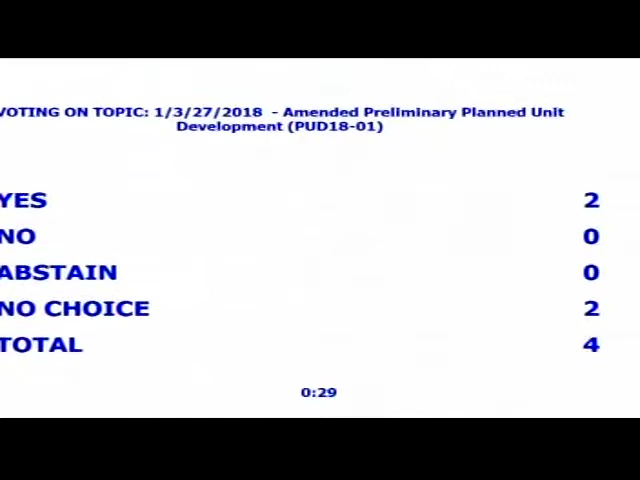 VOTING ON TOPIC: 1/3/27/2018 - Amended Preliminary Planned Unit
Development (PUD18-01)
YES 2
NO 0
ABSTAIN 0
NO CHOICE 2
TOTAL 4
0:29